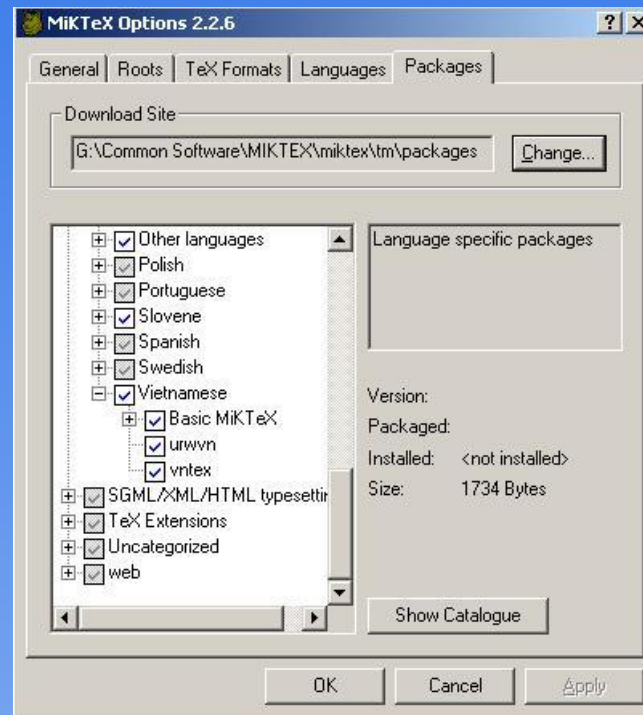 MiKTeX Options 2.2.6
General Roots TeX Formats Languages Packages
Download Site
G:\Common Software\MIKTEX\miktex\tm\packages Change...
Other languages
Polish
Portuguese
Slovene
Spanish
Swedish
Vietnamese
Basic MiKTeX
urwvn
vntex
SGML/XML/HTML typesettin
TeX Extensions
Uncategorized
web
Language specific packages
Version:
Packaged:
Installed: <not installed>
Size: 1734 Bytes
Show Catalogue
OK Cancel Apply